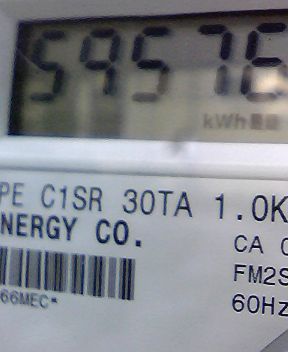 59576
kWh
PE C1SR 30TA 1.0K
NERGY CO.
CA
FM2S
66MEC*
60Hz